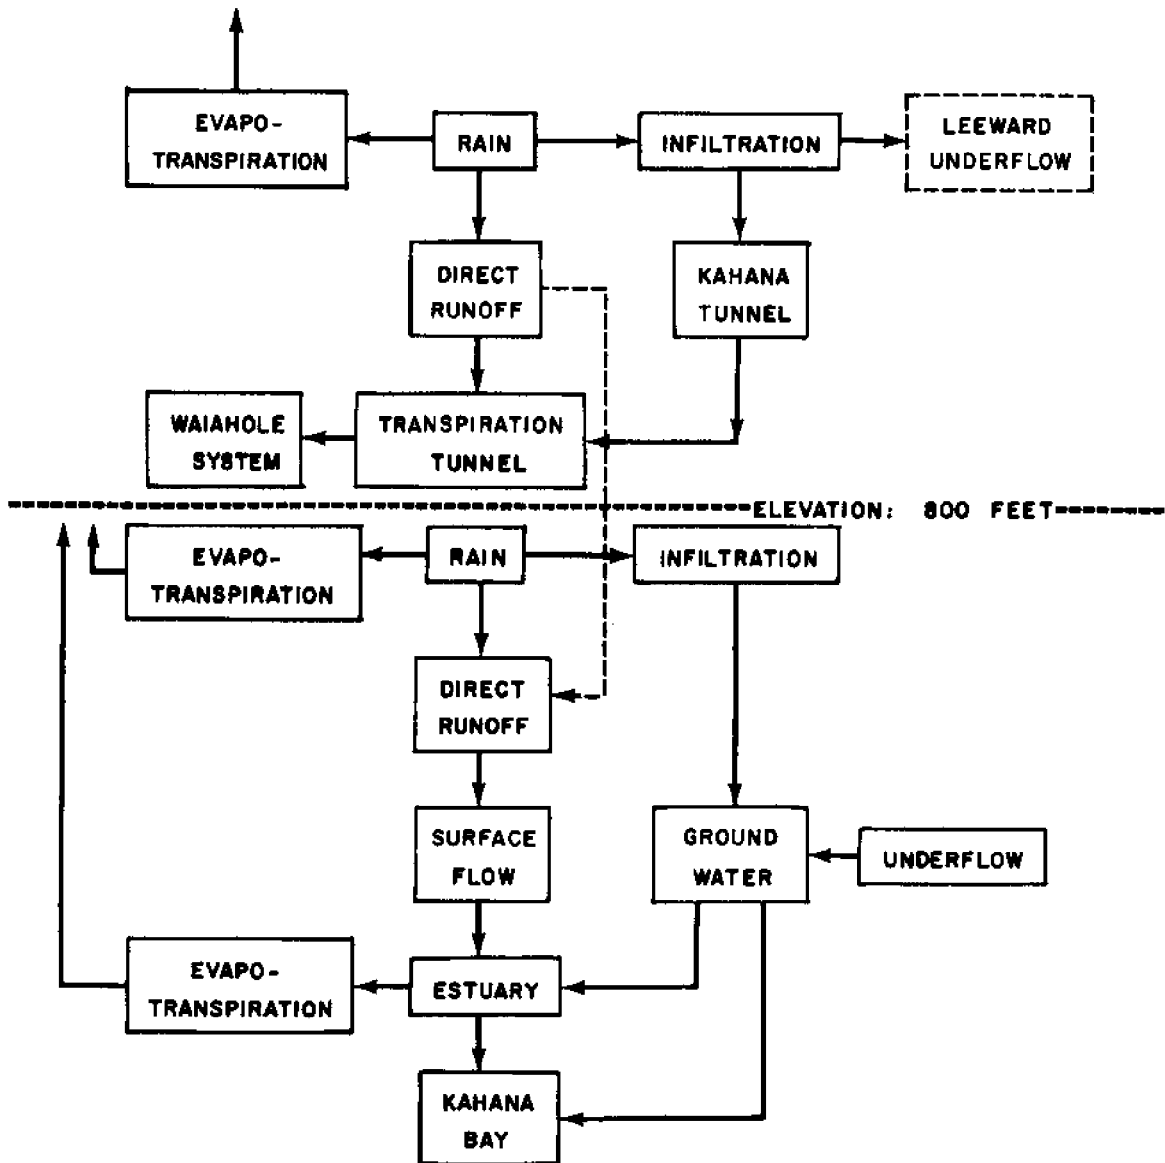 EVAPO-
TRANSPIRATION
RAIN
INFILTRATION
LEEWARD
UNDERFLOW
DIRECT
RUNOFF
KAHANA
TUNNEL
WAIAHOLE
SYSTEM
TRANSPIRATION
TUNNEL
ELEVATION: 800 FEET
EVAPO-
TRANSPIRATION
RAIN
INFILTRATION
DIRECT
RUNOFF
SURFACE
FLOW
GROUND
WATER
UNDERFLOW
EVAPO-
TRANSPIRATION
ESTUARY
KAHANA
BAY